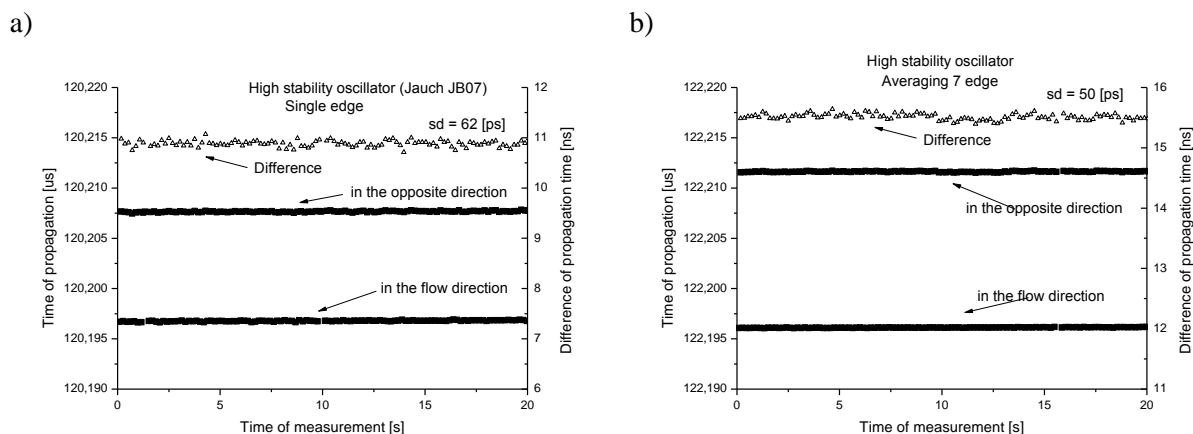 a)
High stability oscillator (Jauch JB07)
Single edge
sd = 62 [ps]
Difference
in the opposite direction
in the flow direction
120,220
120,215
120,210
120,205
120,200
120,195
120,190
Time of propagation [us]
12
11
10
9
8
7
6
Difference of propagation time [ns]
0
5
10
15
20
Time of measurement [s]
b)
High stability oscillator
Averaging 7 edge
sd = 50 [ps]
Difference
in the opposite direction
in the flow direction
122,220
122,215
122,210
122,205
122,200
122,195
122,190
Time of propagation [us]
16
15
14
13
12
11
Difference of propagation time [ns]
0
5
10
15
20
Time of measurement [s]